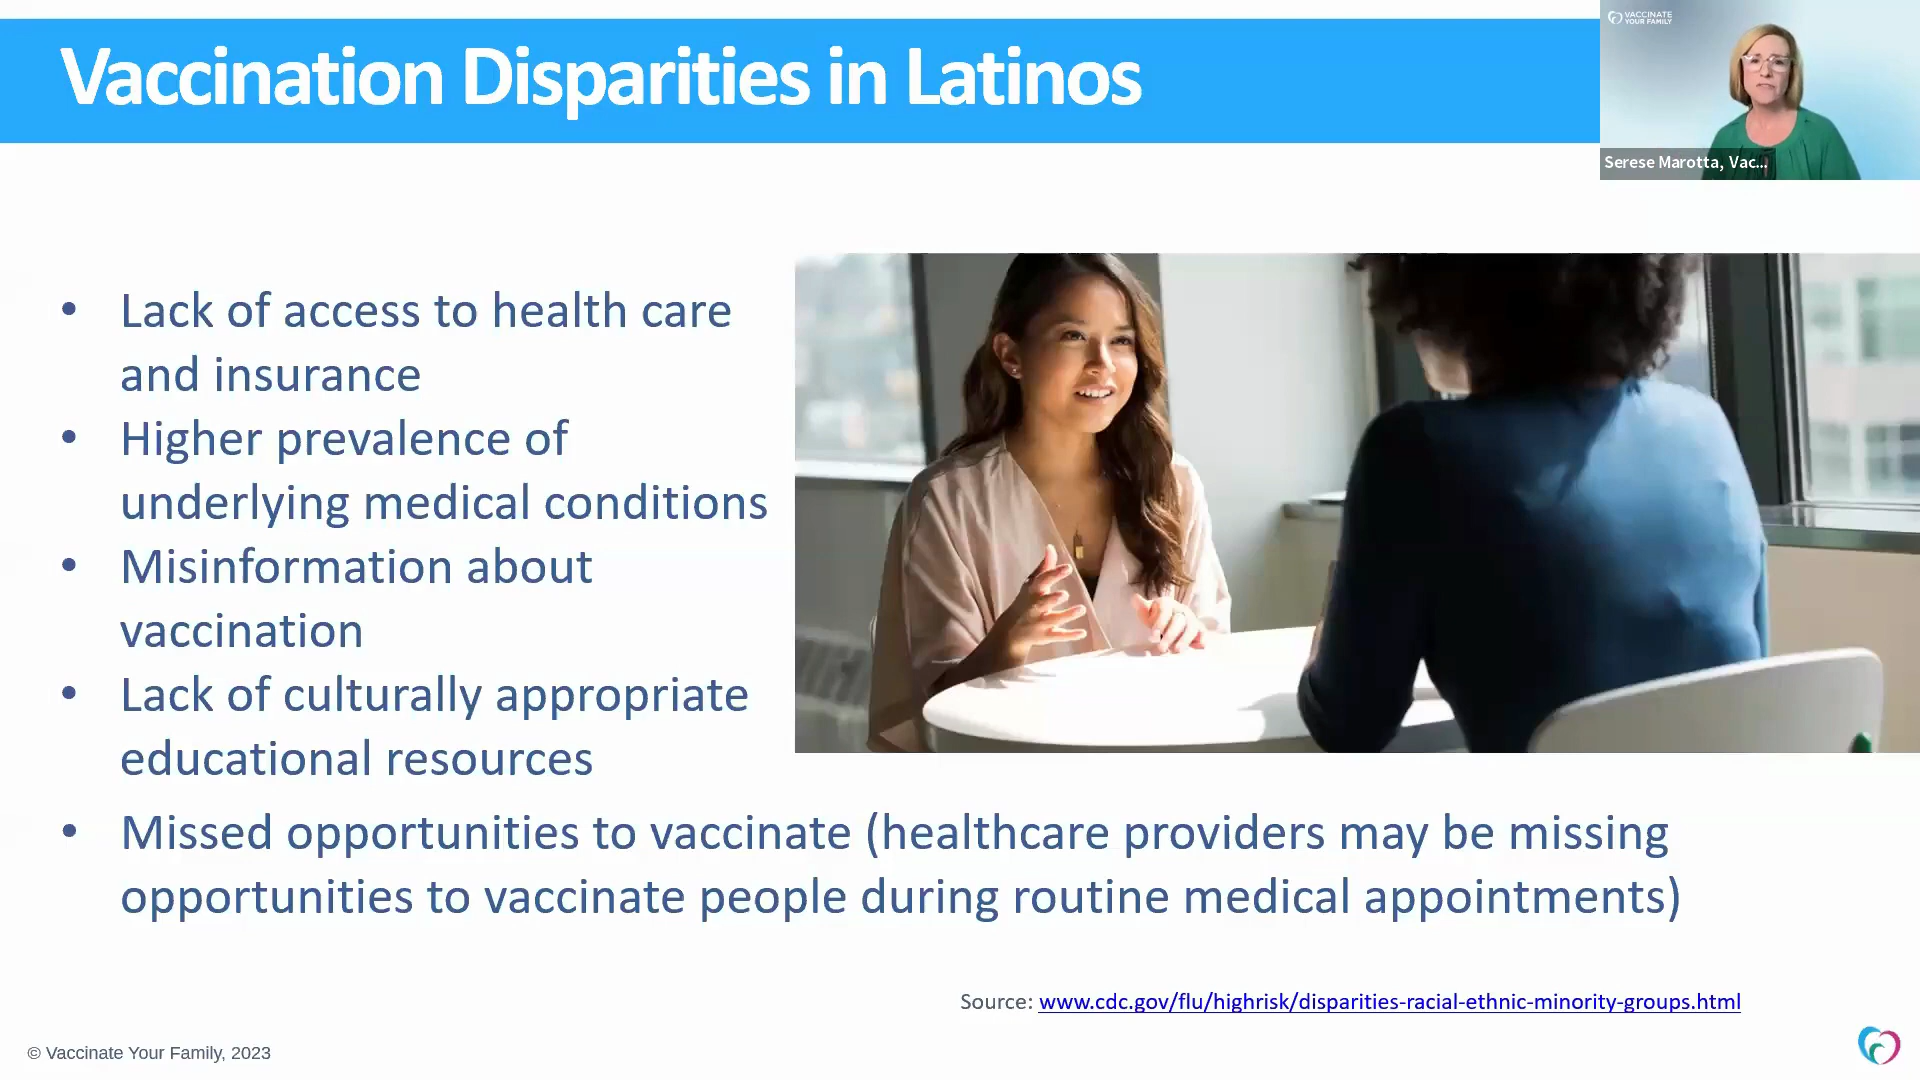 Vaccination Disparities in Latinos
VACCINATE
YOUR FAMILY
Serese Marotta, Vac...
• Lack of access to health care
and insurance
• Higher prevalence of
underlying medical conditions
• Misinformation about
vaccination
• Lack of culturally appropriate
educational resources
• Missed opportunities to vaccinate (healthcare providers may be missing
opportunities to vaccinate people during routine medical appointments)
Source: www.cdc.gov/flu/highrisk/disparities-racial-ethnic-minority-groups.html
© Vaccinate Your Family, 2023